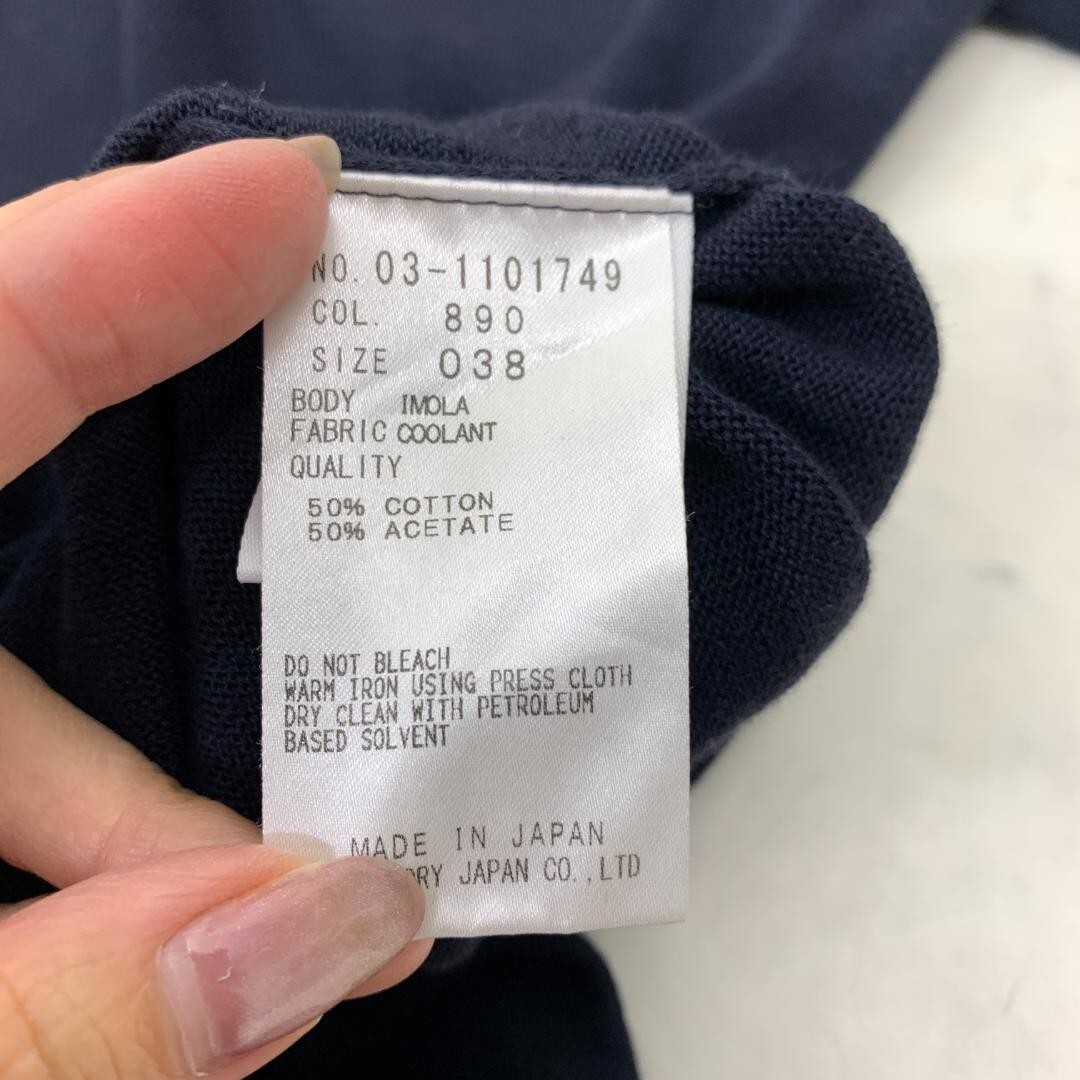 NO. 03-1101749
COL. 890
SIZE 038
BODY IMOLA
FABRIC COOLANT
QUALITY
50% COTTON
50% ACETATE
DO NOT BLEACH
WARM IRON USING PRESS CLOTH
DRY CLEAN WITH PETROLEUM
BASED SOLVENT
MADE IN JAPAN
JAPAN CO.,LTD